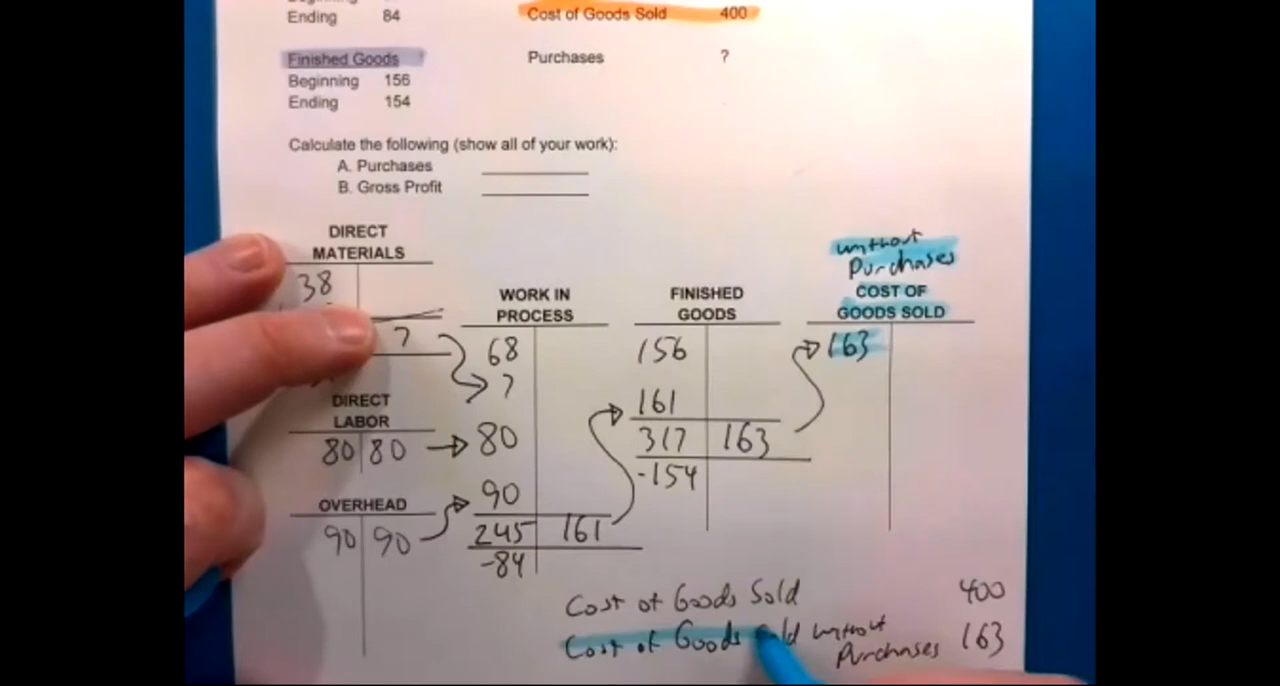 Ending 84
Cost of Goods Sold 400
Finished Goods
Purchases ?
Beginning 156
Ending 154
Calculate the following (show all of your work):
A. Purchases
B. Gross Profit
DIRECT
MATERIALS
38
?
DIRECT
LABOR
80 80
OVERHEAD
90 90
WORK IN
PROCESS
68
?
80
90
245 161
-84
FINISHED
GOODS
156
161
317 163
-154
without
Purchases
COST OF
GOODS SOLD
163
Cost of Goods Sold 400
Cost of Goods Sold without
Purchases 163